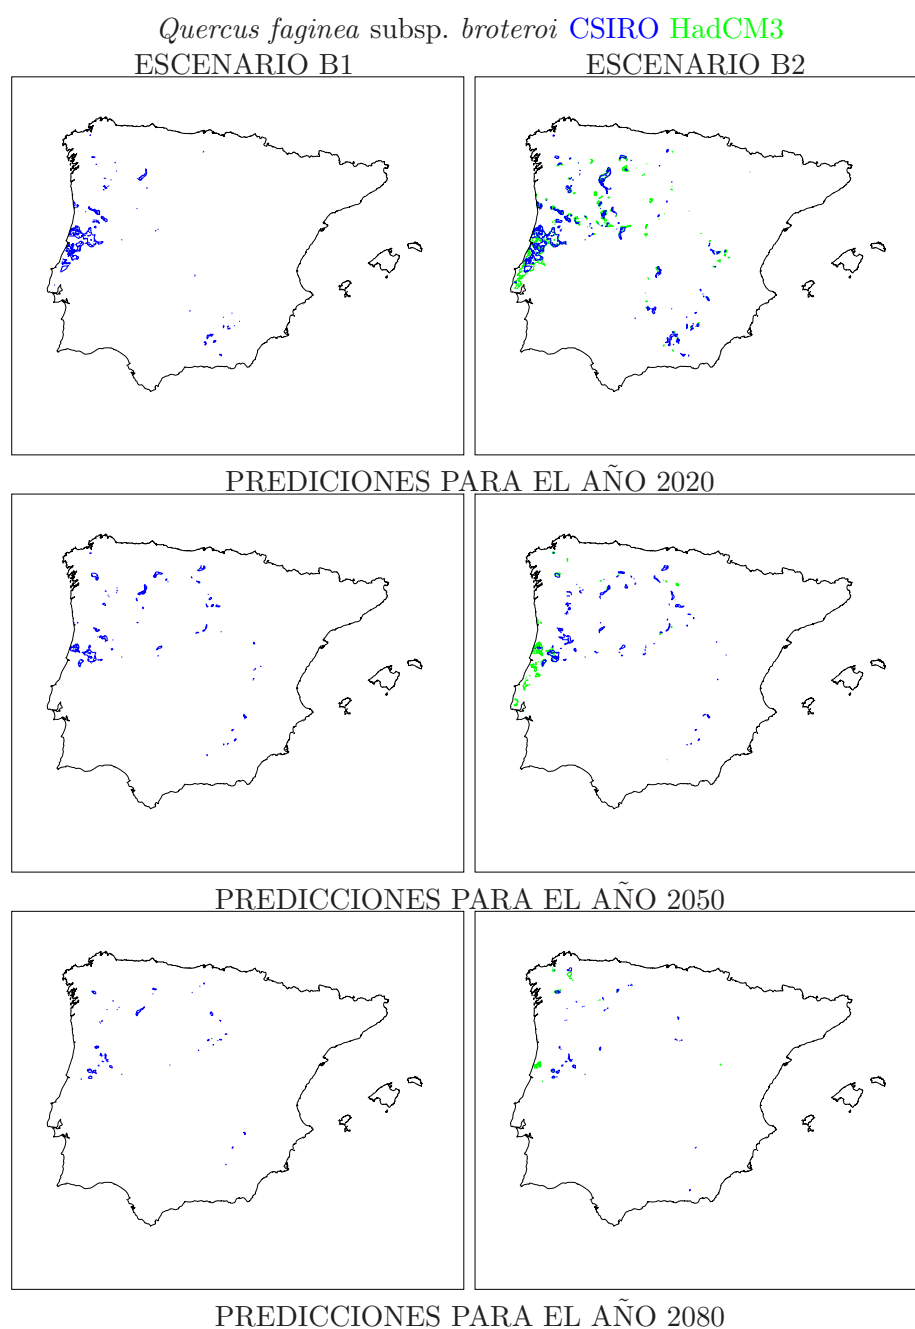 Quercus faginea subsp. broteroi CSIRO HadCM3
ESCENARIO B1 ESCENARIO B2
PREDICIONES PARA EL AÑO 2020
PREDICCIONES PARA EL AÑO 2050
PREDICCIONES PARA EL AÑO 2080